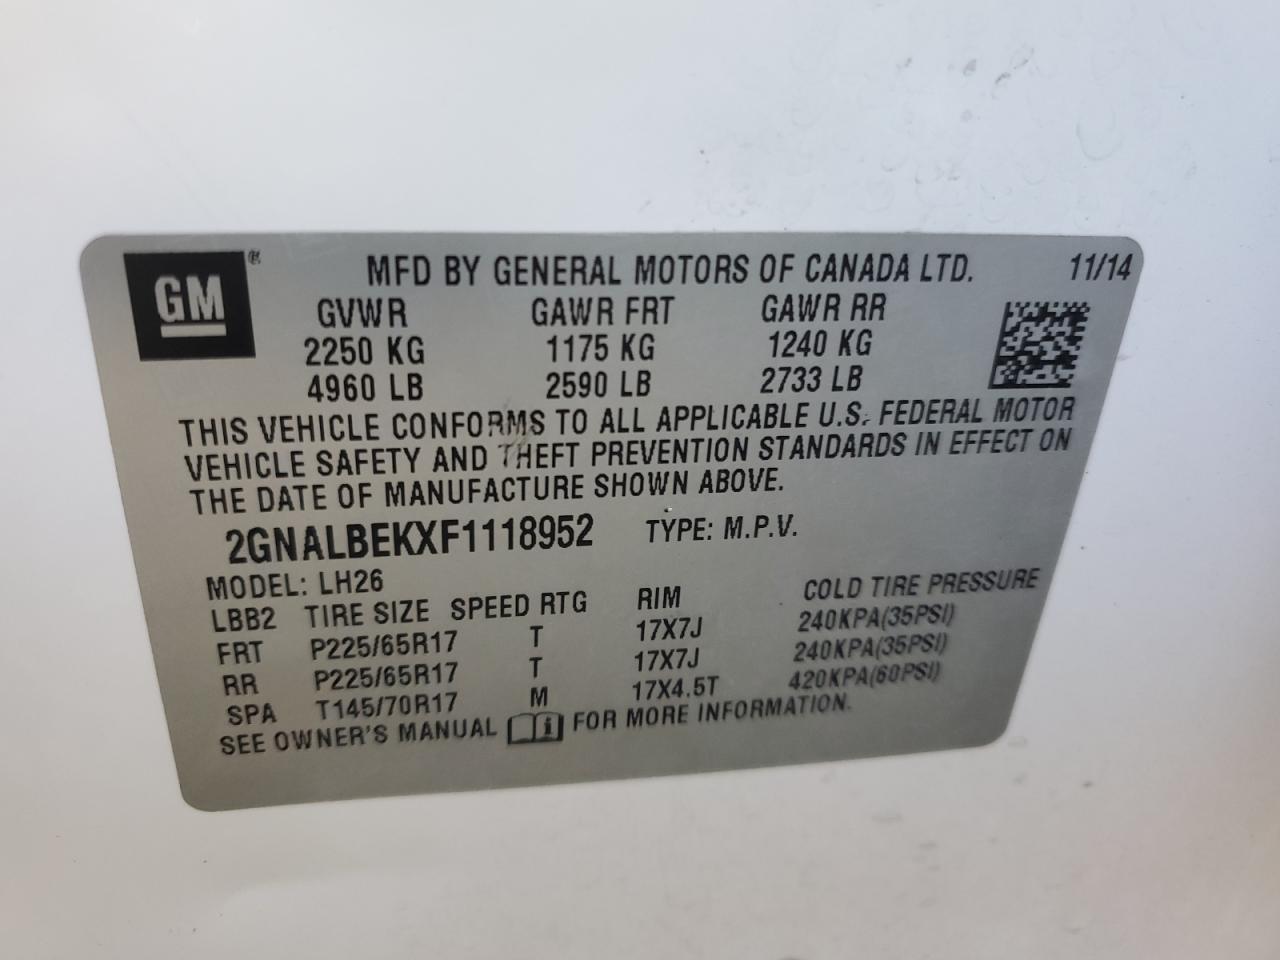 GM ®
MFD BY GENERAL MOTORS OF CANADA LTD. 11/14
GVWR GAWR FRT GAWR RR
2250 KG 1175 KG 1240 KG
4960 LB 2590 LB 2733 LB
THIS VEHICLE CONFORMS TO ALL APPLICABLE U.S. FEDERAL MOTOR
VEHICLE SAFETY AND THEFT PREVENTION STANDARDS IN EFFECT ON
THE DATE OF MANUFACTURE SHOWN ABOVE.
2GNALBEKXF1118952 TYPE: M.P.V.
MODEL: LH26
LBB2 TIRE SIZE SPEED RTG RIM COLD TIRE PRESSURE
FRT P225/65R17 T 17X7J 240KPA(35PSI)
RR P225/65R17 T 17X7J 240KPA(35PSI)
SPA T145/70R17 M 17X4.5T 420KPA(60PSI)
SEE OWNER'S MANUAL i FOR MORE INFORMATION.